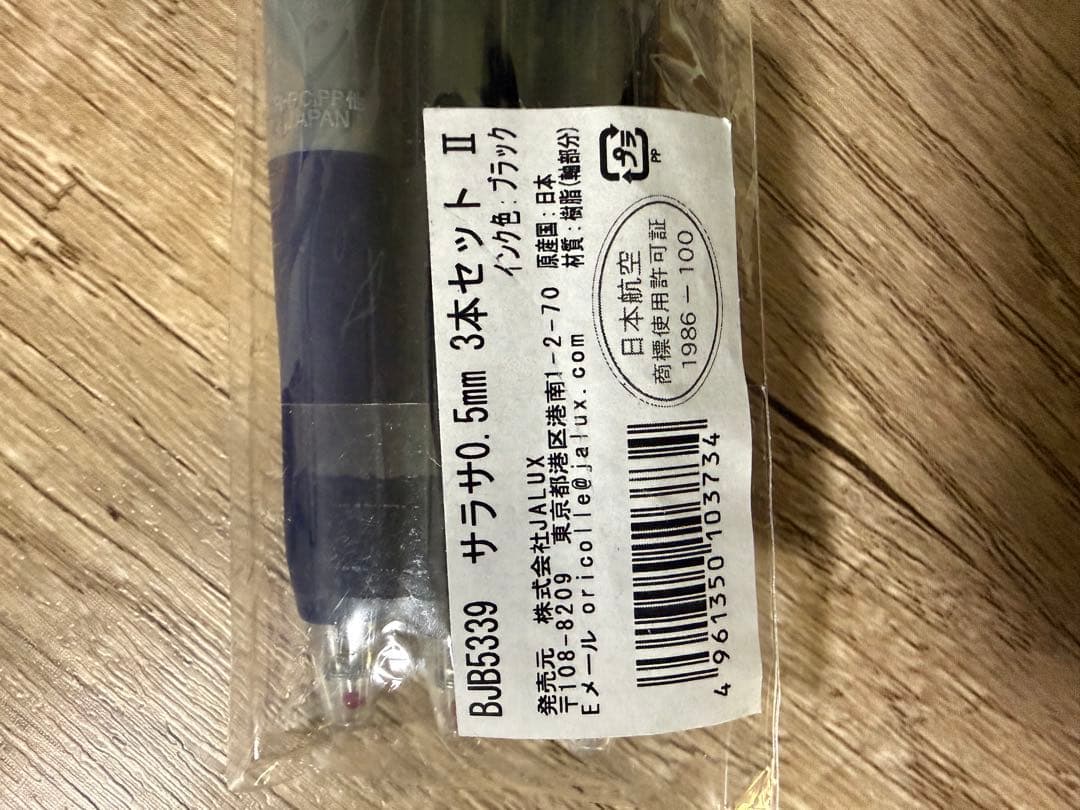 BJB5339 サラサ0.5mm 3本セット Ⅱ
インク色：ブラック
発売元 株式会社JALUX
〒108-8209 東京都港区港南1-2-70
Eメール oricolle@jalux.com
原産国：日本
材質：樹脂(軸部分)
プラ
PP
日本航空
商標使用許可証
1986-100
4961350103734
JAPAN